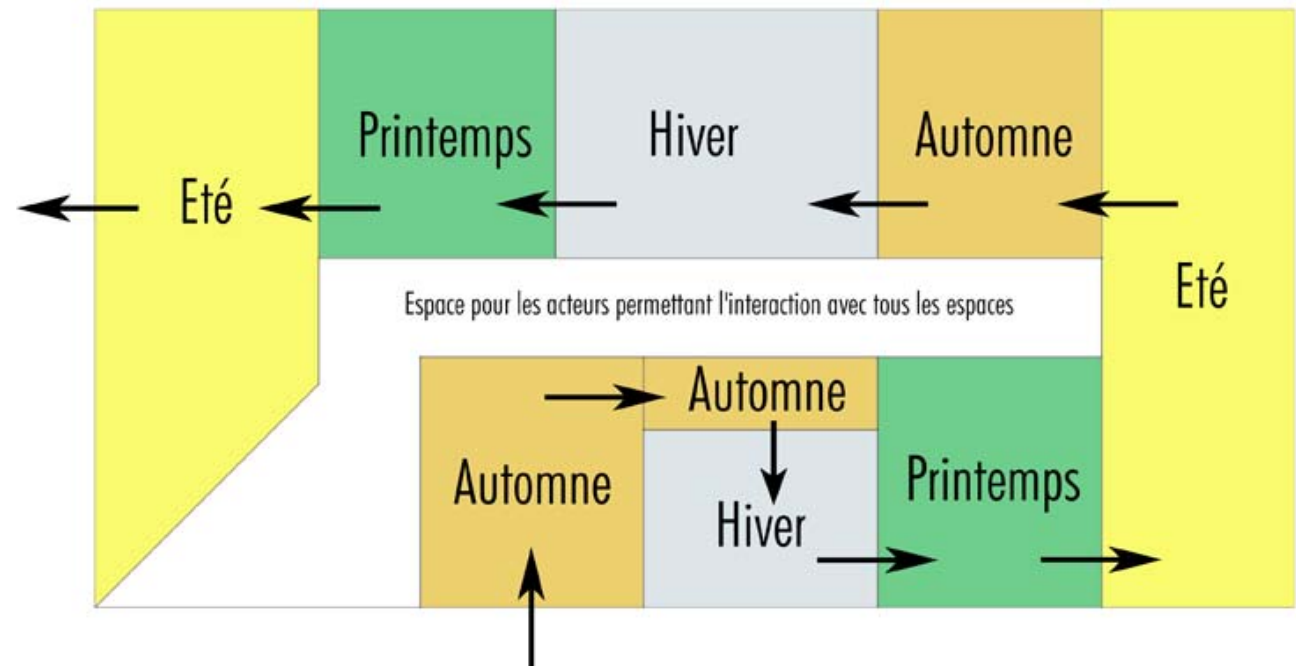 Printemps
Hiver
Automne
Eté
Eté
Espace pour les acteurs permettant l'interaction avec tous les espaces
Automne
Automne
Printemps
Hiver